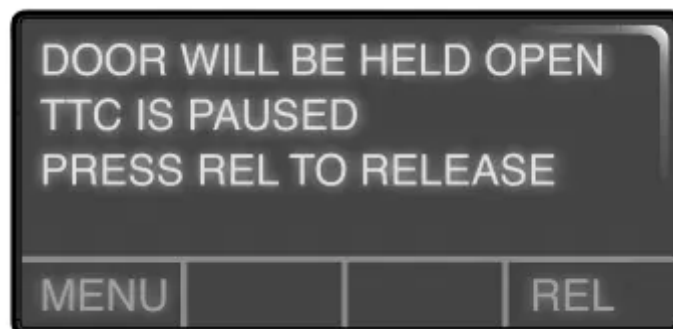 DOOR WILL BE HELD OPEN
TTC IS PAUSED
PRESS REL TO RELEASE
MENU REL